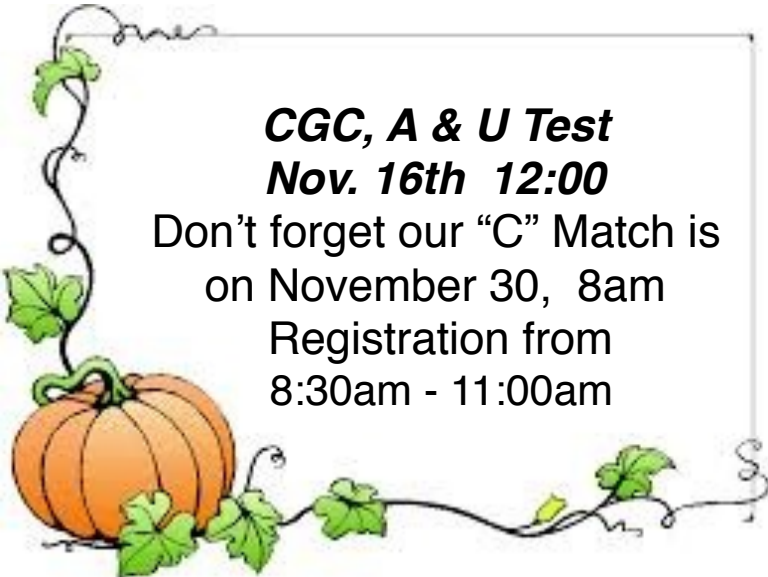 CGC, A & U Test
Nov. 16th  12:00
Don’t forget our “C” Match is
on November 30,  8am
Registration from
8:30am - 11:00am